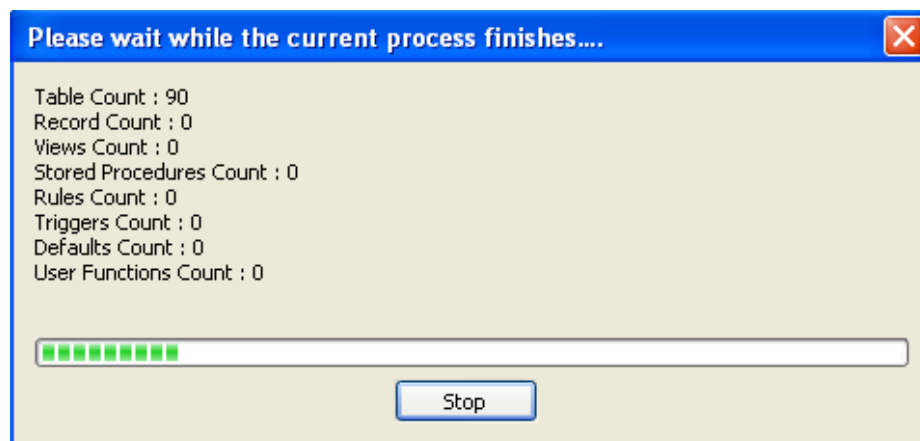 Please wait while the current process finishes....
Table Count : 90
Record Count : 0
Views Count : 0
Stored Procedures Count : 0
Rules Count : 0
Triggers Count : 0
Defaults Count : 0
User Functions Count : 0
Stop